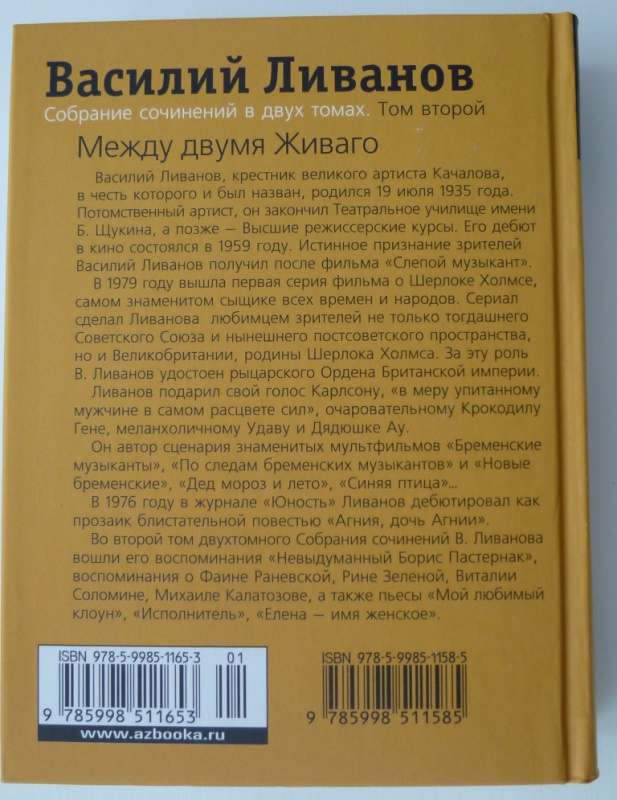 Василий Ливанов
Собрание сочинений в двух томах. Том второй
Между двумя Живаго
Василий Ливанов, крестник великого артиста Качалова,
в честь которого и был назван, родился 19 июля 1935 года.
Потомственный артист, он закончил Театральное училище имени
Б. Щукина, а позже – Высшие режиссерские курсы. Его дебют
в кино состоялся в 1959 году. Истинное признание зрителей
Василий Ливанов получил после фильма «Слепой музыкант».
В 1979 году вышла первая серия фильма о Шерлоке Холмсе,
самом знаменитом сыщике всех времен и народов. Сериал
сделал Ливанова любимцем зрителей не только тогдашнего
Советского Союза и нынешнего постсоветского пространства,
но и Великобритании, родины Шерлока Холмса. За эту роль
В. Ливанов удостоен рыцарского Ордена Британской империи.
Ливанов подарил свой голос Карлсону, «в меру упитанному
мужчине в самом расцвете сил», очаровательному Крокодилу
Гене, меланхоличному Удаву и Дядюшке Ау.
Он автор сценария знаменитых мультфильмов «Бременские
музыканты», «По следам бременских музыкантов» и «Новые
бременские», «Дед мороз и лето», «Синяя птица»...
В 1976 году в журнале «Юность» Ливанов дебютировал как
прозаик блистательной повестью «Агния, дочь Агнии».
Во второй том двухтомного Собрания сочинений В. Ливанова
вошли его воспоминания «Невыдуманный Борис Пастернак»,
воспоминания о Фаине Раневской, Рине Зеленой, Виталии
Соломине, Михаиле Калатозове, а также пьесы «Мой любимый
клоун», «Исполнитель», «Елена – имя женское».
ISBN 978-5-9985-1165-3 01
9 785998 511653
www.azbooka.ru
ISBN 978-5-9985-1158-5
9 785998 511585